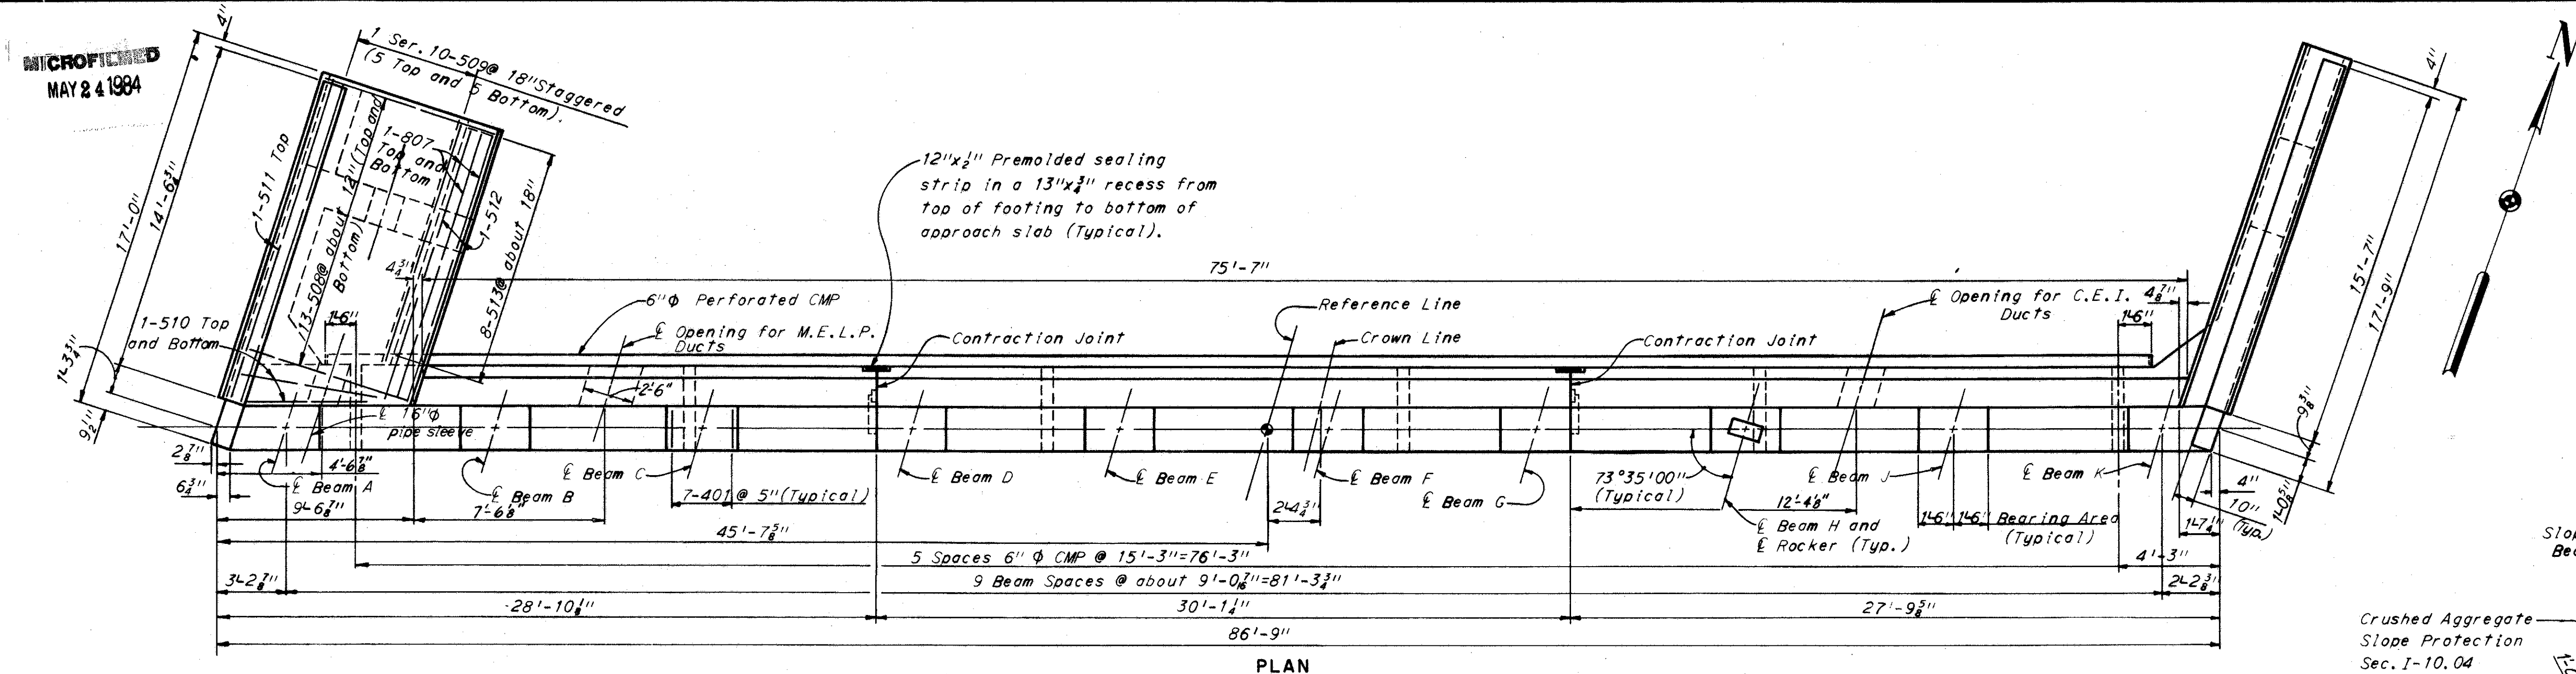 MICROFILMED
MAY 24 1984
4"
1 Ser. 10-509@ 18"Staggered
(5 Top and 5 Bottom).
17'-0"
14'-6¾"
1-511 Top
13-508@ about 12"(Top and
Bottom)
1-807
Top and
Bottom
1-512
8-513@ about 18"
4¾"
1'-6"
1-510 Top
and Bottom
1'-3¾"
9½"
12"x½" Premolded sealing
strip in a 13"x¾" recess from
top of footing to bottom of
approach slab (Typical).
75'-7"
6"Φ Perforated CMP
℄ Opening for M.E.L.P.
Ducts
Contraction Joint
Reference Line
Crown Line
Contraction Joint
℄ Opening for C.E.I.
Ducts
4⅞"
1'-6"
4"
15'-7"
17'-9"
9⅜"
1'-0⅝"
N
2'-6"
℄ 16"Φ
pipe sleeve
2⅞"
4'-6⅞"
6¾"
℄ Beam A
℄ Beam B
℄ Beam C
℄ Beam D
℄ Beam E
℄ Beam F
℄ Beam G
73°35'00"
(Typical)
℄ Beam J
℄ Beam K
7-401 @ 5"(Typical)
9'-6⅞"
7'-6⅛"
2'-4¾"
12'-4⅛"
℄ Beam H and
℄ Rocker (Typ.)
1'-6" 1'-6" Bearing Area
(Typical)
4"
10"
(Typ.)
1'-7¼"
45'-7⅝"
5 Spaces 6" Φ CMP @ 15'-3"=76'-3"
4'-3"
9 Beam Spaces @ about 9'-0 7/16"=81'-3¾"
3'-2⅞"
2'-2⅜"
28'-10⅛"
30'-1¼"
27'-9⅝"
86'-9"
PLAN
Slop
Be
Crushed Aggregate
Slope Protection
Sec. I-10.04